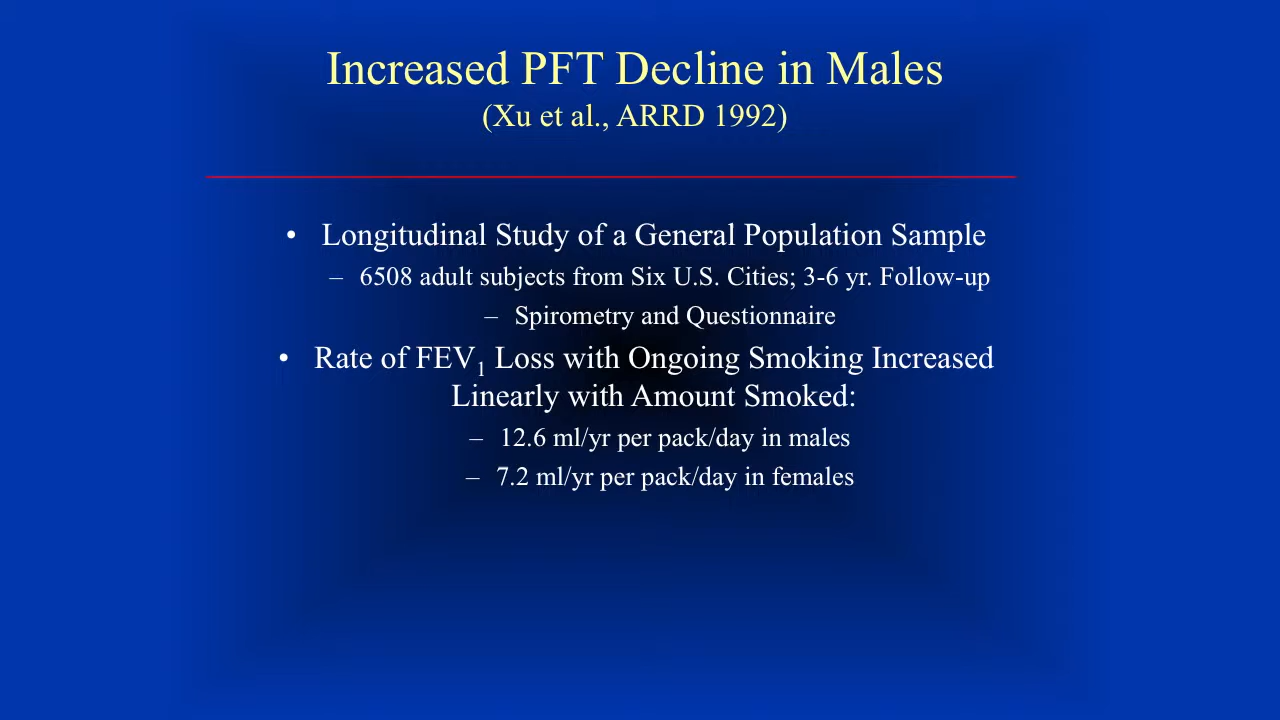 Increased PFT Decline in Males
(Xu et al., ARRD 1992)
• Longitudinal Study of a General Population Sample
– 6508 adult subjects from Six U.S. Cities; 3-6 yr. Follow-up
– Spirometry and Questionnaire
• Rate of FEV₁ Loss with Ongoing Smoking Increased
Linearly with Amount Smoked:
– 12.6 ml/yr per pack/day in males
– 7.2 ml/yr per pack/day in females